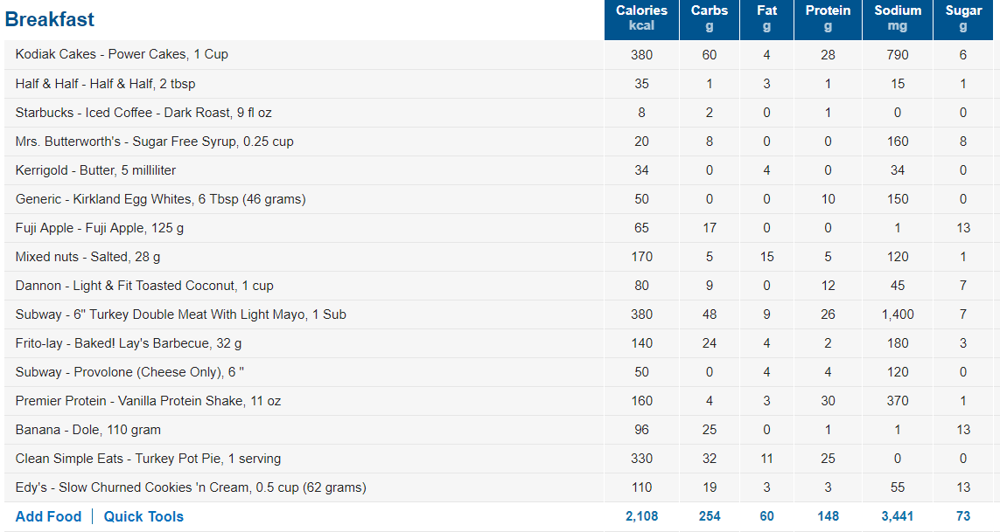 Breakfast Calories kcal Carbs g Fat g Protein g Sodium mg Sugar g
Kodiak Cakes - Power Cakes, 1 Cup 380 60 4 28 790 6
Half & Half - Half & Half, 2 tbsp 35 1 3 1 15 1
Starbucks - Iced Coffee - Dark Roast, 9 fl oz 8 2 0 1 0 0
Mrs. Butterworth's - Sugar Free Syrup, 0.25 cup 20 8 0 0 160 8
Kerrigold - Butter, 5 milliliter 34 0 4 0 34 0
Generic - Kirkland Egg Whites, 6 Tbsp (46 grams) 50 0 0 10 150 0
Fuji Apple - Fuji Apple, 125 g 65 17 0 0 1 13
Mixed nuts - Salted, 28 g 170 5 15 5 120 1
Dannon - Light & Fit Toasted Coconut, 1 cup 80 9 0 12 45 7
Subway - 6" Turkey Double Meat With Light Mayo, 1 Sub 380 48 9 26 1,400 7
Frito-lay - Baked! Lay's Barbecue, 32 g 140 24 4 2 180 3
Subway - Provolone (Cheese Only), 6 " 50 0 4 4 120 0
Premier Protein - Vanilla Protein Shake, 11 oz 160 4 3 30 370 1
Banana - Dole, 110 gram 96 25 0 1 1 13
Clean Simple Eats - Turkey Pot Pie, 1 serving 330 32 11 25 0 0
Edy's - Slow Churned Cookies 'n Cream, 0.5 cup (62 grams) 110 19 3 3 55 13
Add Food | Quick Tools 2,108 254 60 148 3,441 73